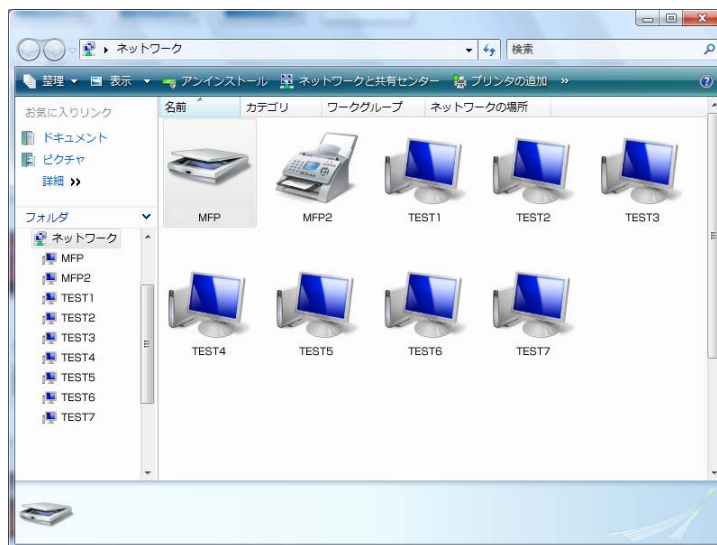 ネットワーク
検索
整理 表示 アンインストール ネットワークと共有センター プリンタの追加 »
お気に入りリンク
ドキュメント
ピクチャ
詳細 »
フォルダ
ネットワーク
MFP
MFP2
TEST1
TEST2
TEST3
TEST4
TEST5
TEST6
TEST7
名前 カテゴリ ワークグループ ネットワークの場所
MFP MFP2 TEST1 TEST2 TEST3
TEST4 TEST5 TEST6 TEST7